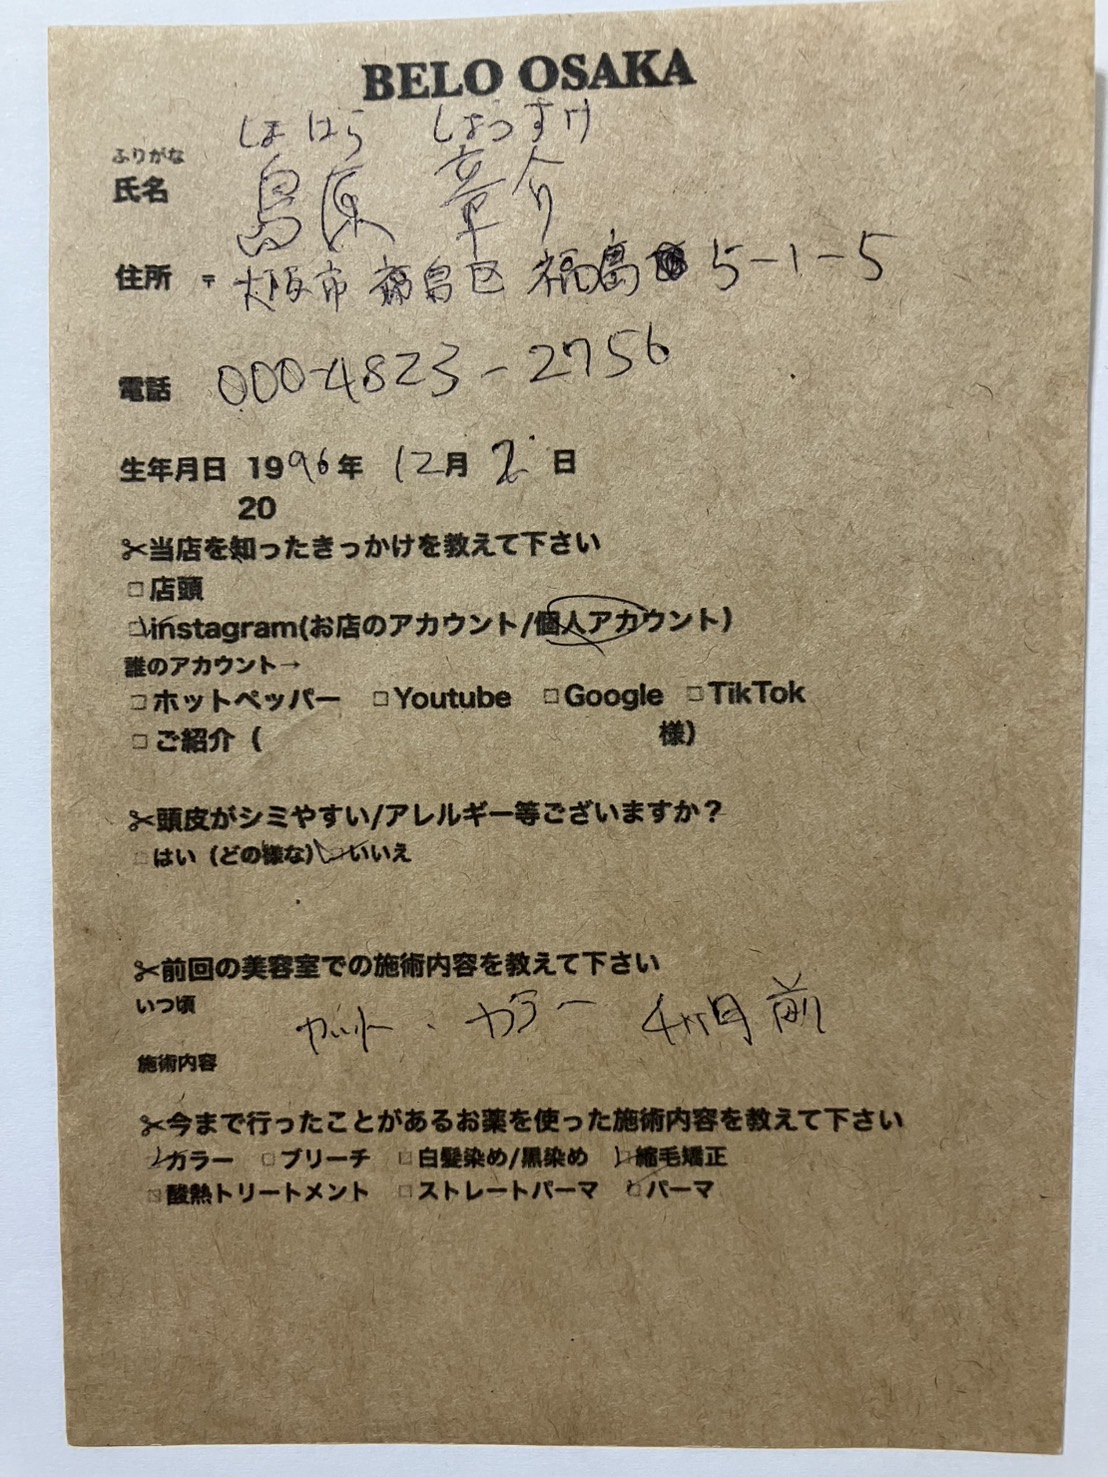 BELO OSAKA
しまはら しょうすけ
ふりがな
氏名 島原 章介
住所 〒 大阪市福島区 福島 5-1-5
電話 000-4823-2756
生年月日 1996年 12月 2日
20
✂当店を知ったきっかけを教えて下さい
□店頭
□instagram(お店のアカウント/個人アカウント)
誰のアカウント→
□ホットペッパー □Youtube □Google □TikTok
□ご紹介 ( 様)
✂頭皮がシミやすい/アレルギー等ございますか？
□はい (どの様な) □いいえ
✂前回の美容室での施術内容を教えて下さい
いつ頃
カット・カラー 4ヶ月前
施術内容
✂今まで行ったことがあるお薬を使った施術内容を教えて下さい
□カラー □ブリーチ □白髪染め/黒染め □縮毛矯正
□酸熱トリートメント □ストレートパーマ □パーマ